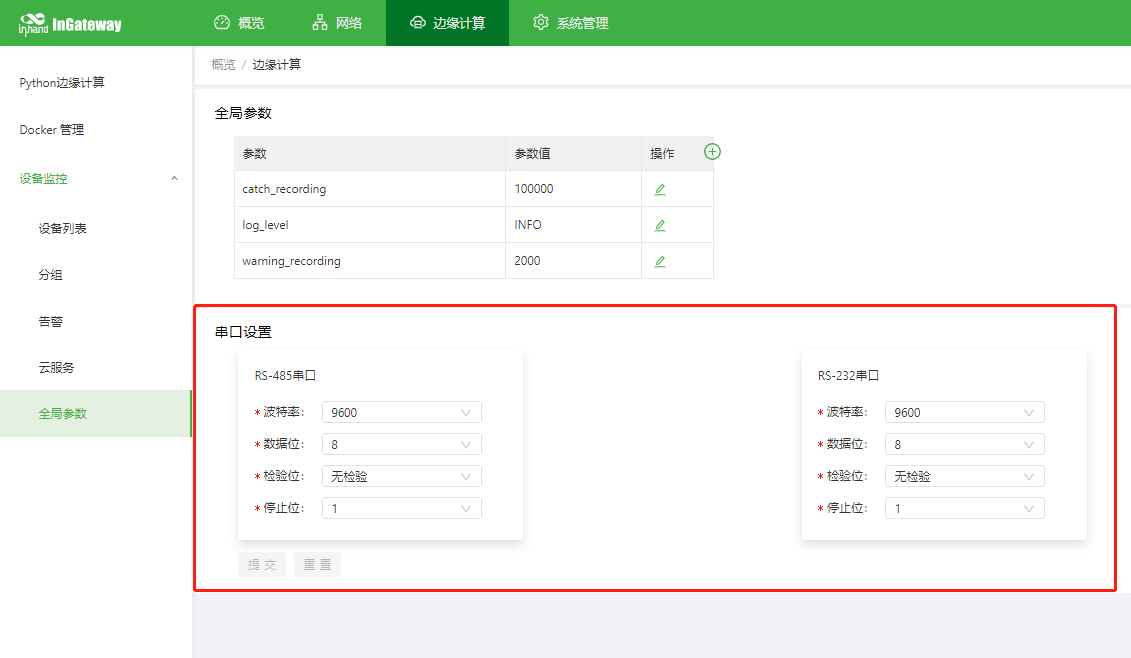 inhand InGateway
概览
网络
边缘计算
系统管理
Python边缘计算
Docker 管理
设备监控
设备列表
分组
告警
云服务
全局参数
概览 / 边缘计算
全局参数
参数 参数值 操作
catch_recording 100000
log_level INFO
warning_recording 2000
串口设置
RS-485串口
* 波特率: 9600
* 数据位: 8
* 检验位: 无检验
* 停止位: 1
RS-232串口
* 波特率: 9600
* 数据位: 8
* 检验位: 无检验
* 停止位: 1
提 交
重 置